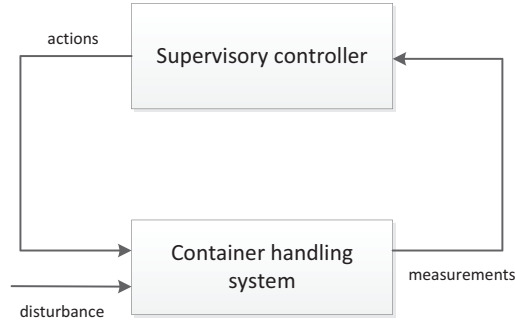 actions
Supervisory controller
Container handling
system
measurements
disturbance